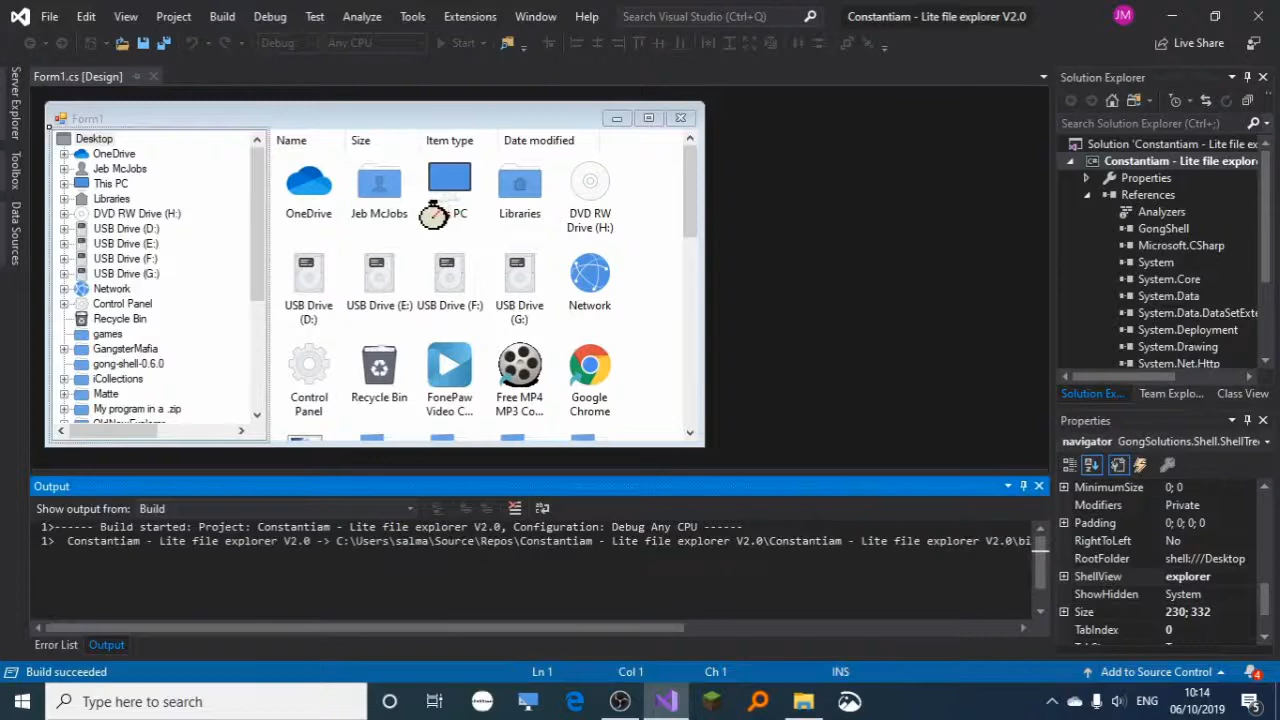 File Edit View Project Build Debug Test Analyze Tools Extensions Window Help Search Visual Studio (Ctrl+Q) Constantiam - Lite file explorer V2.0 JM
Debug Any CPU Start Live Share
Form1.cs [Design]
Server Explorer
Toolbox
Data Sources
Form1
Desktop
OneDrive
Jeb McJobs
This PC
Libraries
DVD RW Drive (H:)
USB Drive (D:)
USB Drive (E:)
USB Drive (F:)
USB Drive (G:)
Network
Control Panel
Recycle Bin
games
GangsterMafia
gong-shell-0.6.0
iCollections
Matte
My program in a .zip
Name Size Item type Date modified
OneDrive Jeb McJobs PC Libraries DVD RW
Drive (H:)
USB Drive USB Drive (E:) USB Drive (F:) USB Drive Network
(D:) (G:)
Control Recycle Bin FonePaw Free MP4 Google
Panel Video C... MP3 Co... Chrome
Output
Show output from: Build
1>------ Build started: Project: Constantiam - Lite file explorer V2.0, Configuration: Debug Any CPU ------
1>  Constantiam - Lite file explorer V2.0 -> C:\Users\salma\Source\Repos\Constantiam - Lite file explorer V2.0\Constantiam - Lite file explorer V2.0\bi
Error List Output
Solution Explorer
Search Solution Explorer (Ctrl+;)
Solution 'Constantiam - Lite file ex
Constantiam - Lite file explore
Properties
References
Analyzers
GongShell
Microsoft.CSharp
System
System.Core
System.Data
System.Data.DataSetExte
System.Deployment
System.Drawing
System.Net.Http
Solution Ex... Team Explo... Class View
Properties
navigator GongSolutions.Shell.ShellTree
MinimumSize 0; 0
Modifiers Private
Padding 0; 0; 0; 0
RightToLeft No
RootFolder shell:///Desktop
ShellView explorer
ShowHidden System
Size 230; 332
TabIndex 0
Build succeeded Ln 1 Col 1 Ch 1 INS Add to Source Control 4
Type here to search ENG 10:14
06/10/2019 5